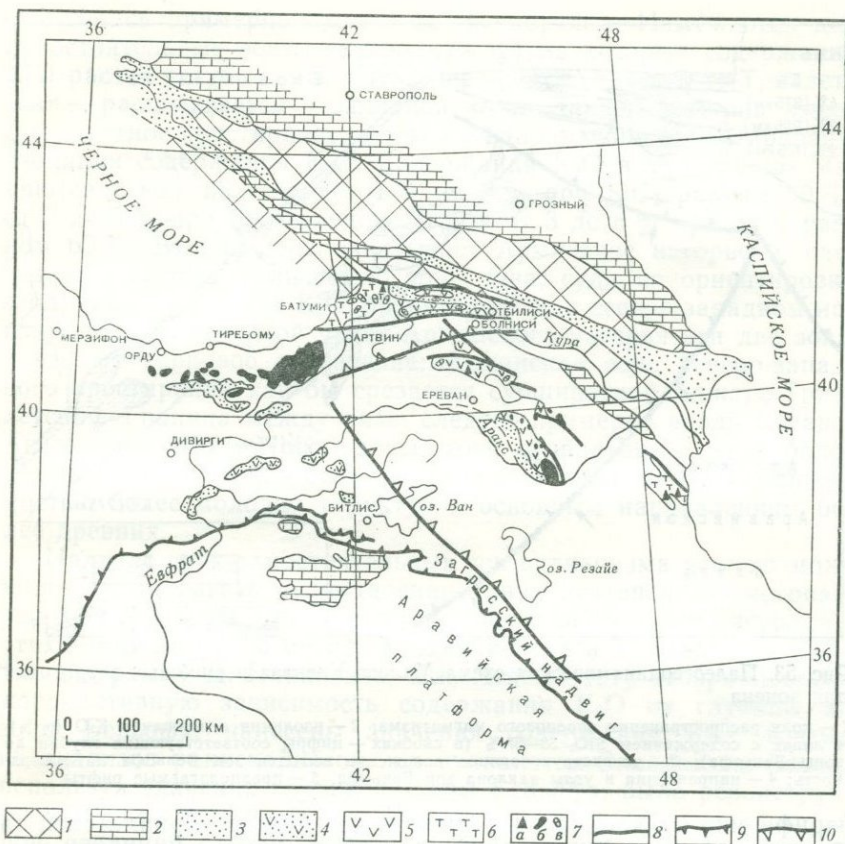 36
42
48
44
СТАВРОПОЛЬ
44
ЧЕРНОЕ МОРЕ
ГРОЗНЫЙ
КАСПИЙСКОЕ МОРЕ
БАТУМИ
ТБИЛИСИ
БОЛНИСИ
Кура
МЕРЗИФОН
ТИРЕБОМУ
АРТВИН
ОРДУ
40
40
ЕРЕВАН
Аракс
ДИВИРГИ
БИТЛИС
оз. Ван
оз. Резайе
Евфрат
Загросский надвиг
Аравийская платформа
36
36
0 100 200 км
36
42
48
1 2 3 4 5 6 а б в 7 8 9 10